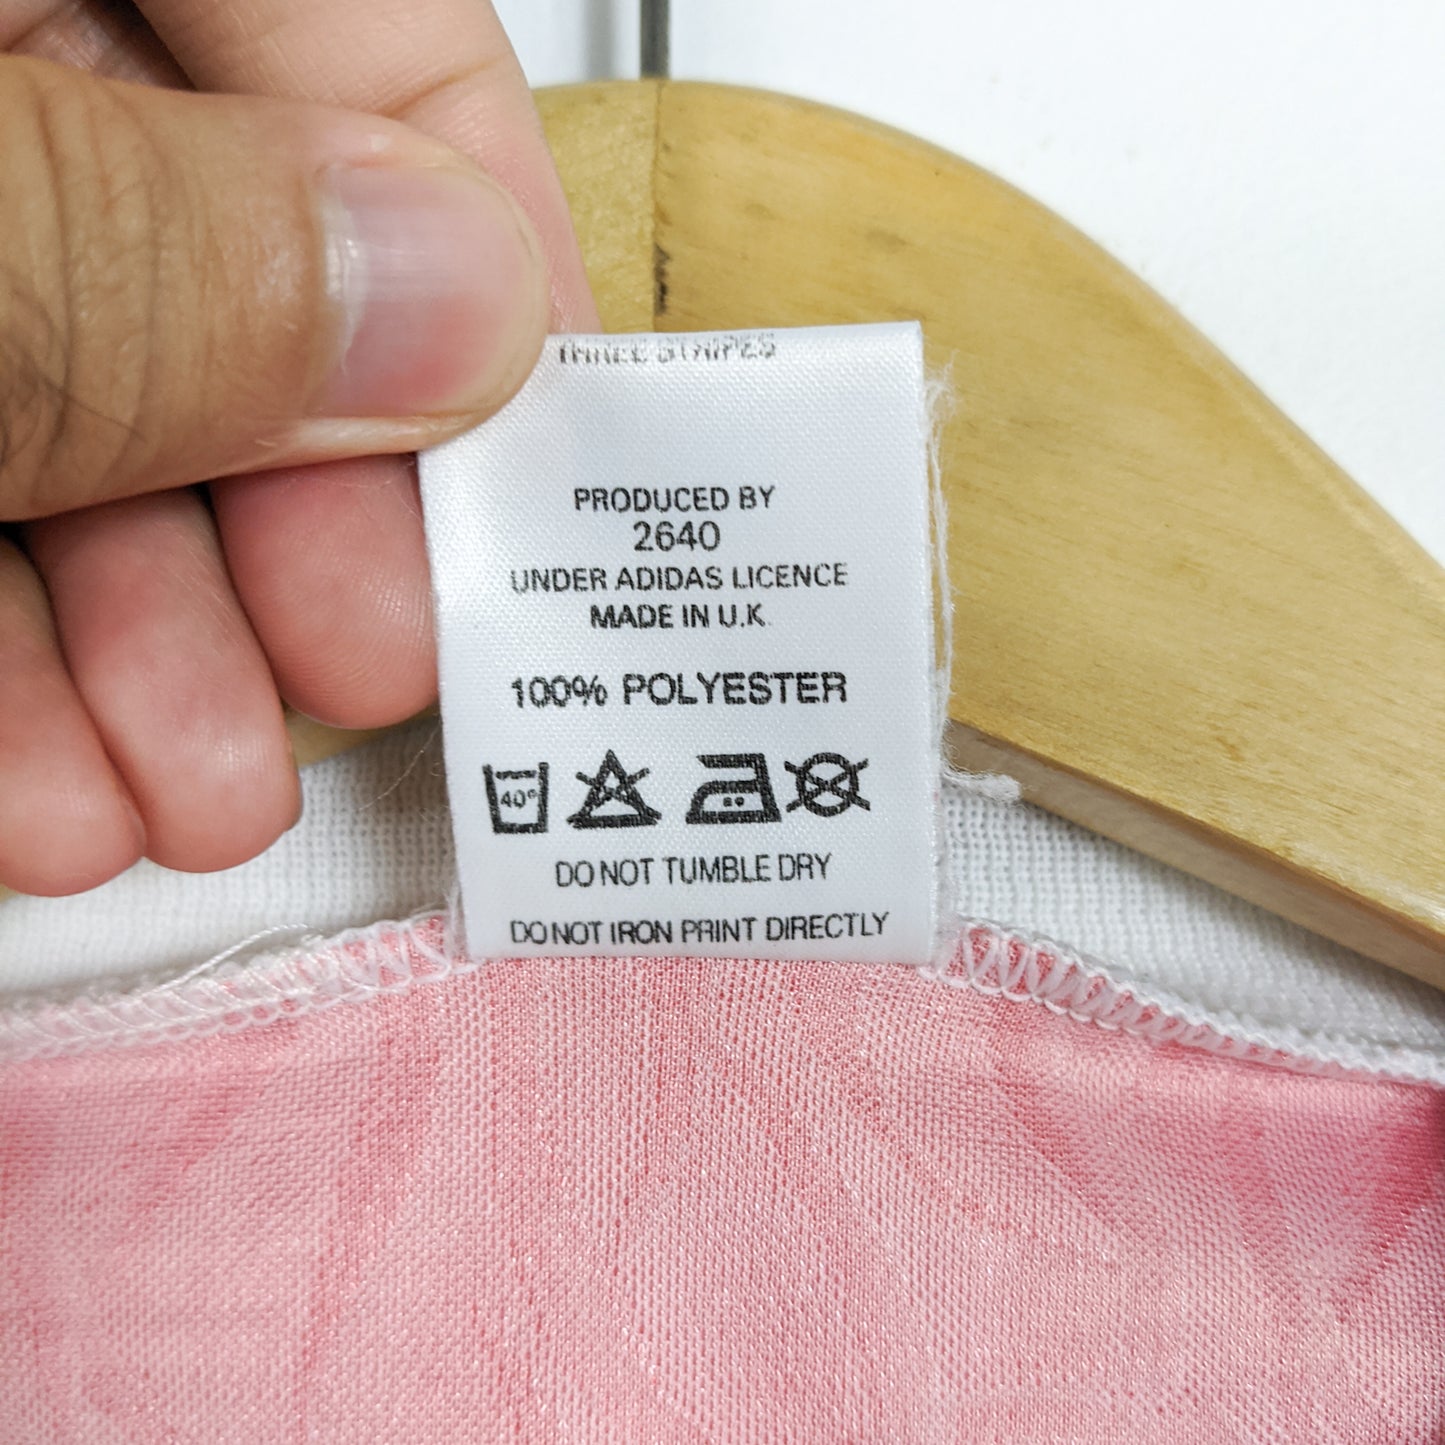 THREE STRIPES
PRODUCED BY
2640
UNDER ADIDAS LICENCE
MADE IN U.K.
100% POLYESTER
40°
DO NOT TUMBLE DRY
DO NOT IRON PRINT DIRECTLY